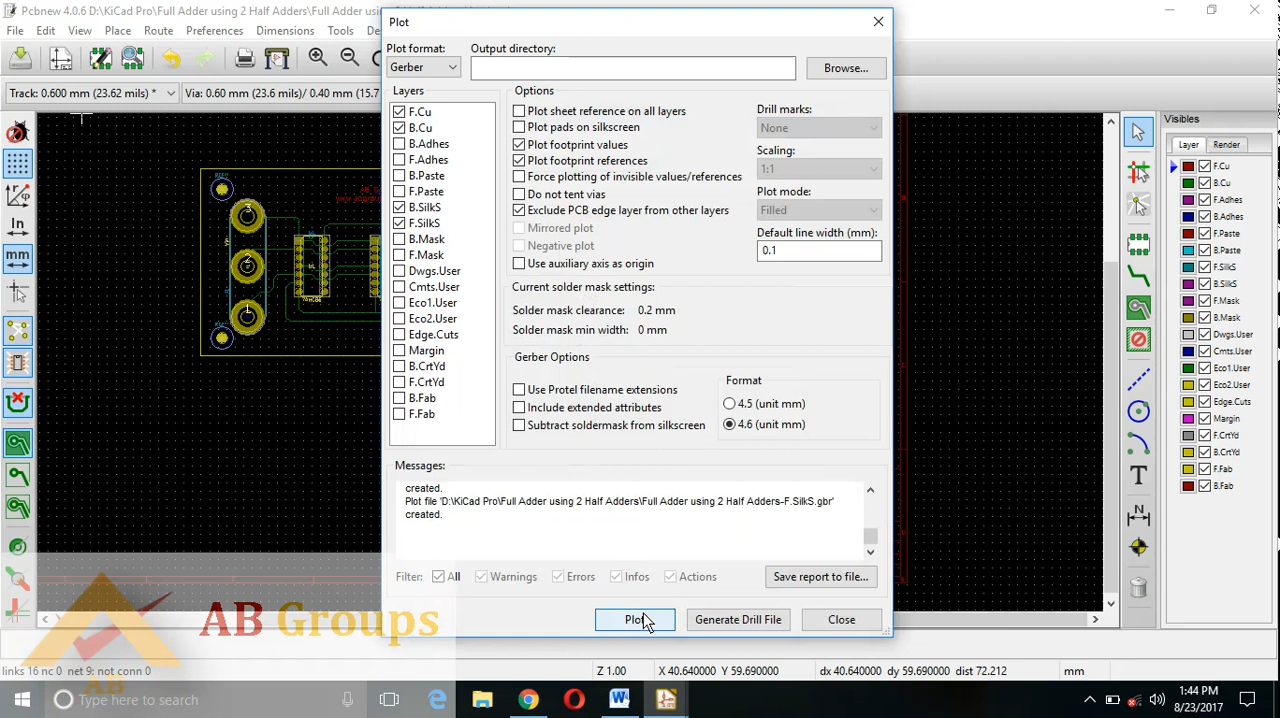 Pcbnew 4.0.6 D:\KiCad Pro\Full Adder using 2 Half Adders\Full Adder using 2 Half A
File Edit View Place Route Preferences Dimensions Tools De
Track: 0.600 mm (23.62 mils) * Via: 0.60 mm (23.6 mils)/ 0.40 mm (15.7
Plot
Plot format: Output directory:
Gerber Browse...
Layers
F.Cu
B.Cu
B.Adhes
F.Adhes
B.Paste
F.Paste
B.SilkS
F.SilkS
B.Mask
F.Mask
Dwgs.User
Cmts.User
Eco1.User
Eco2.User
Edge.Cuts
Margin
B.CrtYd
F.CrtYd
B.Fab
F.Fab
Options
Plot sheet reference on all layers
Plot pads on silkscreen
Plot footprint values
Plot footprint references
Force plotting of invisible values/references
Do not tent vias
Exclude PCB edge layer from other layers
Mirrored plot
Negative plot
Use auxiliary axis as origin
Drill marks:
None
Scaling:
1:1
Plot mode:
Filled
Default line width (mm):
0.1
Current solder mask settings:
Solder mask clearance: 0.2 mm
Solder mask min width: 0 mm
Gerber Options
Use Protel filename extensions
Include extended attributes
Subtract soldermask from silkscreen
Format
4.5 (unit mm)
4.6 (unit mm)
Messages:
created.
Plot file 'D:\KiCad Pro\Full Adder using 2 Half Adders\Full Adder using 2 Half Adders-F.SilkS.gbr'
created.
Filter: All Warnings Errors Infos Actions Save report to file...
Plot Generate Drill File Close
Visibles
Layer Render
F.Cu
B.Cu
F.Adhes
B.Adhes
F.Paste
B.Paste
F.SilkS
B.SilkS
F.Mask
B.Mask
Dwgs.User
Cmts.User
Eco1.User
Eco2.User
Edge.Cuts
Margin
F.CrtYd
B.CrtYd
F.Fab
B.Fab
In
mm
3
2
1
AB Groups
AB
links 16 nc 0 net 9: not conn 0 Z 1.00 X 40.640000 Y 59.690000 dx 40.640000 dy 59.690000 dist 72.212 mm
Type here to search
1:44 PM
8/23/2017